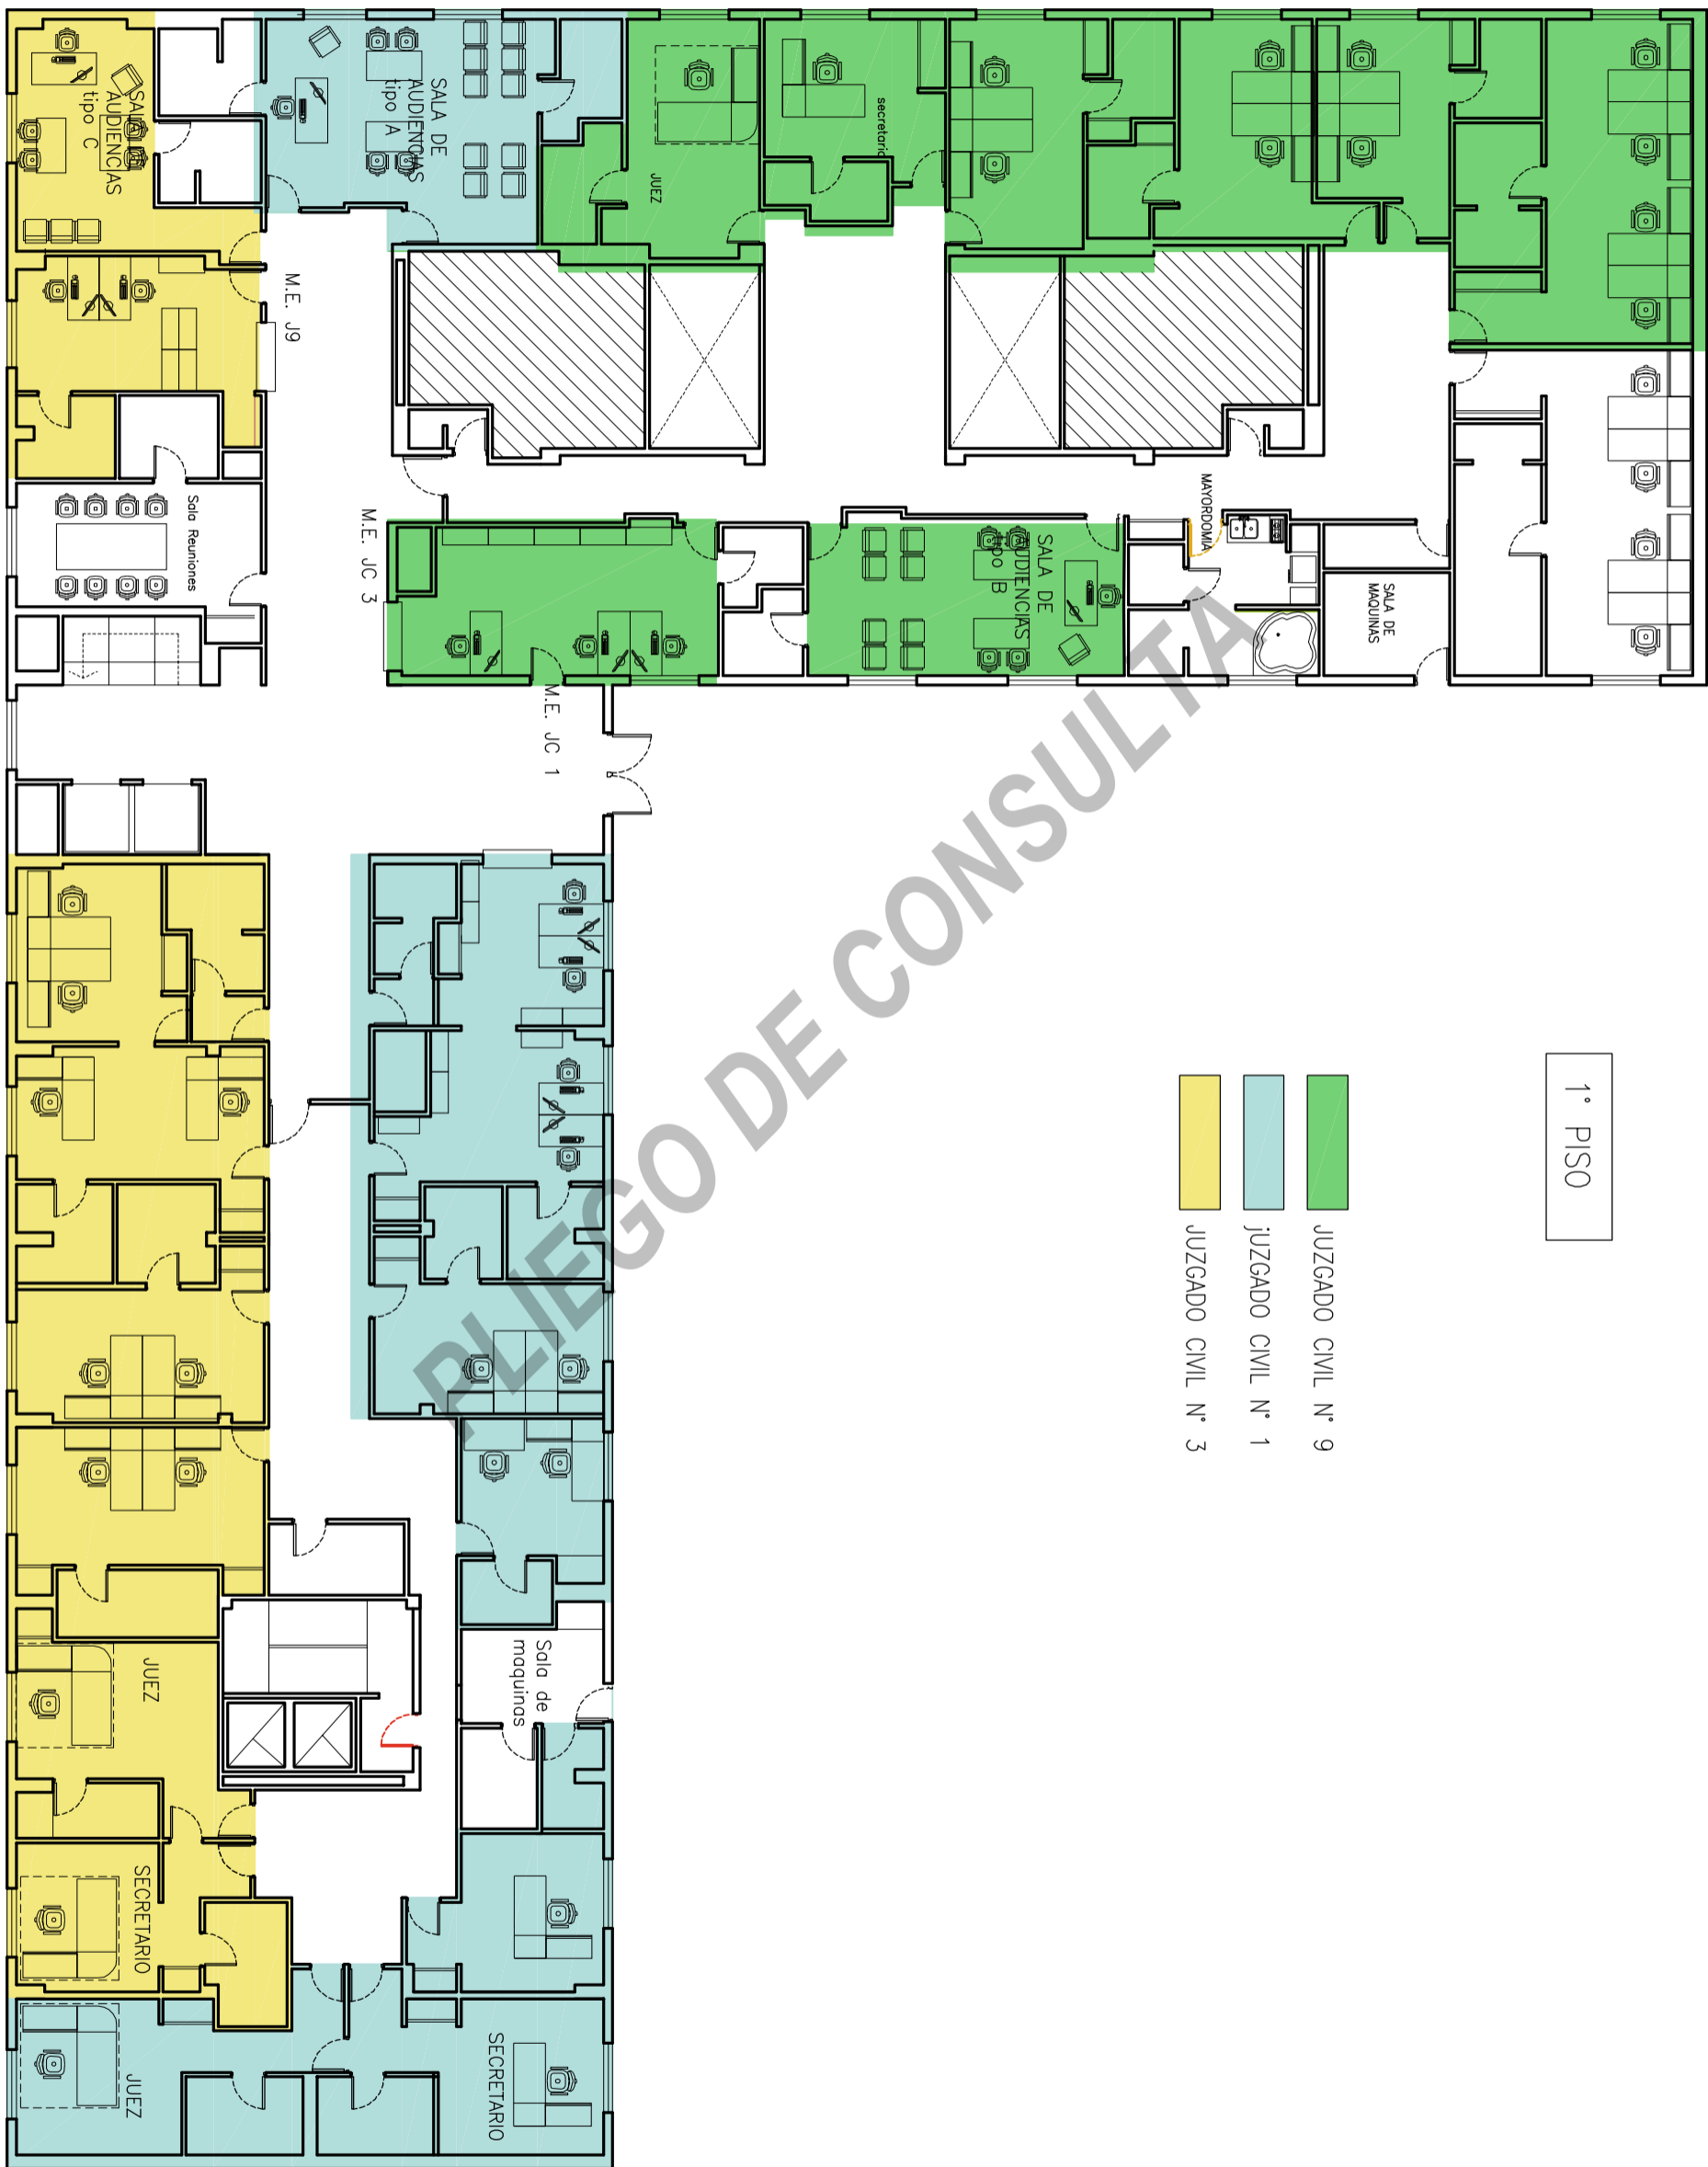 1° PISO
JUZGADO CIVIL N° 9
jUZGADO CIVIL N° 1
JUZGADO CIVIL N° 3
SALA DE
AUDIENCIAS
tipo C
SALA DE
AUDIENCIAS
tipo A
JUEZ
secretario
M.E. J9
Sala Reuniones
M.E. JC 3
M.E. JC 1
SALA DE
AUDIENCIAS
tipo B
MAYORDOMIA
SALA DE
MAQUINAS
PLIEGO DE CONSULTA
JUEZ
SECRETARIO
Sala de
maquinas
JUEZ
SECRETARIO